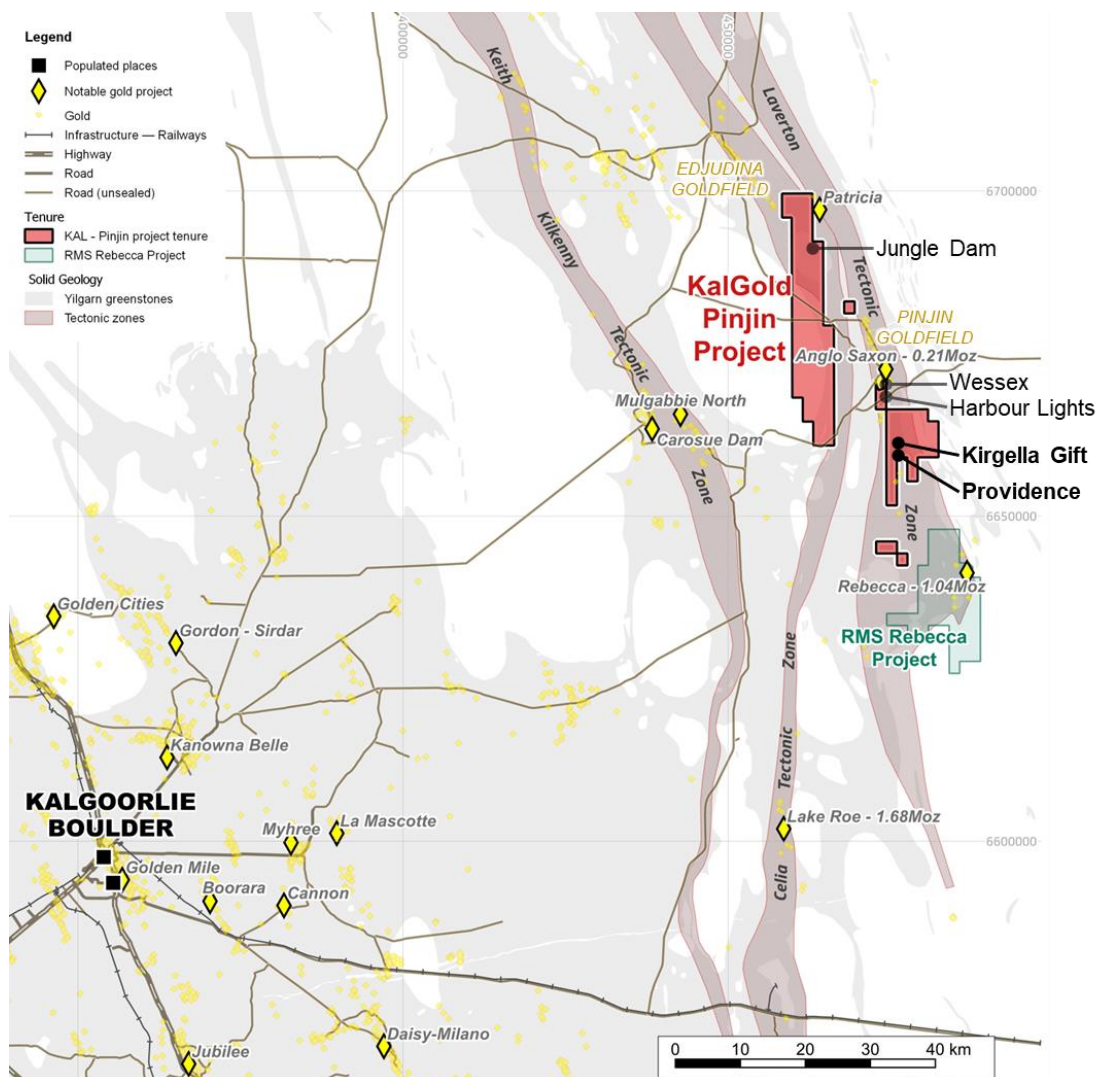 Legend
Populated places
Notable gold project
Gold
Infrastructure — Railways
Highway
Road
Road (unsealed)
Tenure
KAL - Pinjin project tenure
RMS Rebecca Project
Solid Geology
Yilgarn greenstones
Tectonic zones
400000
450000
Keith
Kilkenny
Tectonic
Zone
Laverton
Tectonic
Zone
EDJUDINA
GOLDFIELD
6700000
Patricia
Jungle Dam
KalGold
Pinjin
Project
PINJIN
GOLDFIELD
Anglo Saxon - 0.21Moz
Wessex
Harbour Lights
Mulgabbie North
Carosue Dam
Kirgella Gift
Providence
6650000
Rebecca - 1.04Moz
RMS Rebecca
Project
Golden Cities
Gordon - Sirdar
Kanowna Belle
Zone
Tectonic
Celia
KALGOORLIE
BOULDER
Myhree
La Mascotte
Lake Roe - 1.68Moz
6600000
Golden Mile
Boorara
Cannon
Daisy-Milano
Jubilee
0 10 20 30 40 km